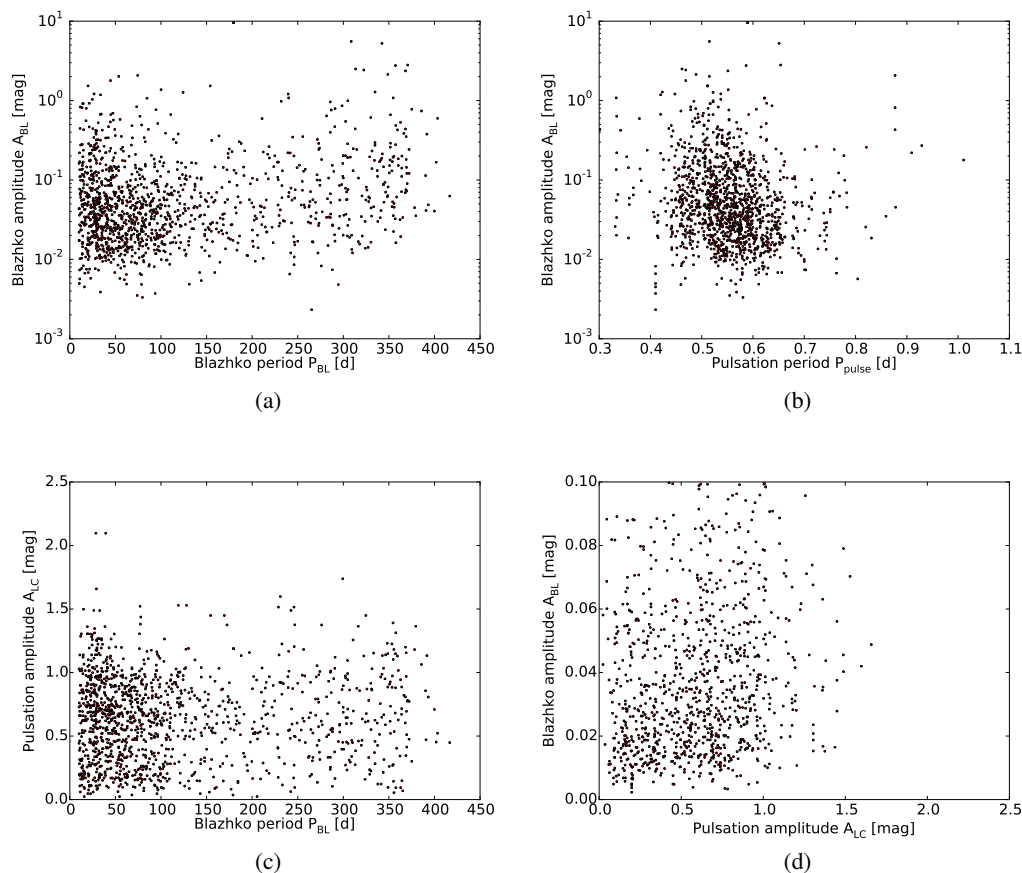 10^1
10^0
10^-1
10^-2
10^-3
Blazhko amplitude A_BL [mag]
0 50 100 150 200 250 300 350 400 450
Blazhko period P_BL [d]
(a)
10^1
10^0
10^-1
10^-2
10^-3
Blazhko amplitude A_BL [mag]
0.3 0.4 0.5 0.6 0.7 0.8 0.9 1.0 1.1
Pulsation period P_pulse [d]
(b)
2.5
2.0
1.5
1.0
0.5
0.0
Pulsation amplitude A_LC [mag]
0 50 100 150 200 250 300 350 400 450
Blazhko period P_BL [d]
(c)
0.10
0.08
0.06
0.04
0.02
0.00
Blazhko amplitude A_BL [mag]
0.0 0.5 1.0 1.5 2.0 2.5
Pulsation amplitude A_LC [mag]
(d)